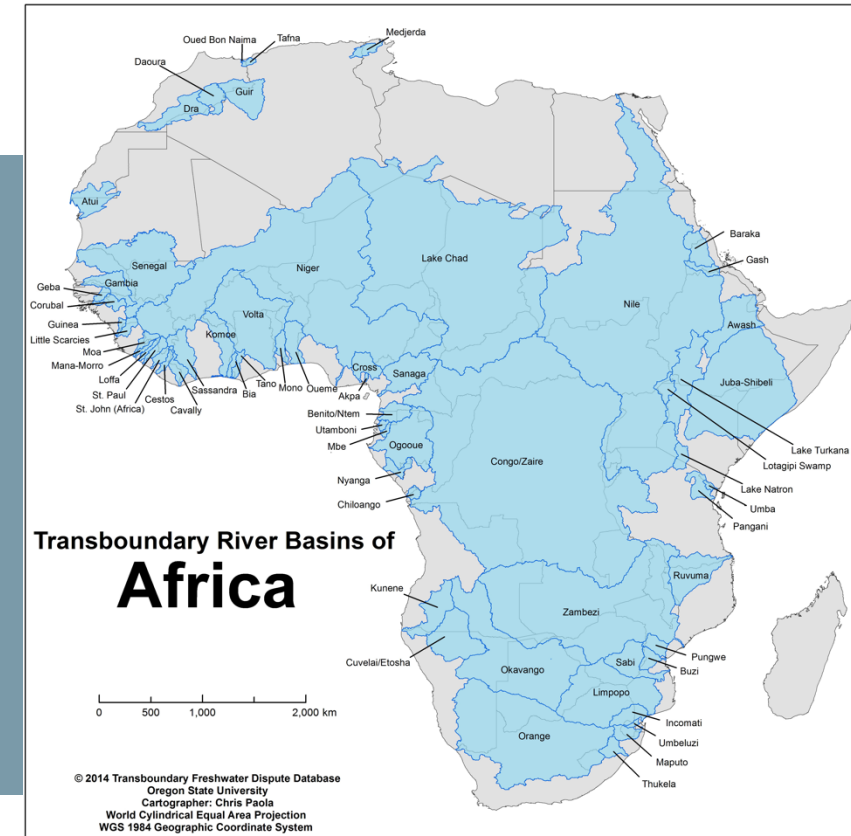 Oued Bon Naima
Tafna
Medjerda
Daoura
Guir
Dra
Atui
Senegal
Gambia
Geba
Corubal
Guinea
Little Scarcies
Moa
Mana-Morro
Loffa
St. Paul
St. John (Africa)
Cestos
Cavally
Sassandra
Komoe
Bia
Tano
Volta
Mono
Oueme
Niger
Lake Chad
Cross
Akpa
Sanaga
Benito/Ntem
Utamboni
Mbe
Ogooue
Nyanga
Chiloango
Congo/Zaire
Nile
Baraka
Gash
Awash
Juba-Shibeli
Lake Turkana
Lotagipi Swamp
Lake Natron
Umba
Pangani
Ruvuma
Zambezi
Kunene
Cuvelai/Etosha
Okavango
Sabi
Pungwe
Buzi
Limpopo
Incomati
Umbeluzi
Maputo
Orange
Thukela
Transboundary River Basins of
Africa
0 500 1,000 2,000 km
© 2014 Transboundary Freshwater Dispute Database
Oregon State University
Cartographer: Chris Paola
World Cylindrical Equal Area Projection
WGS 1984 Geographic Coordinate System